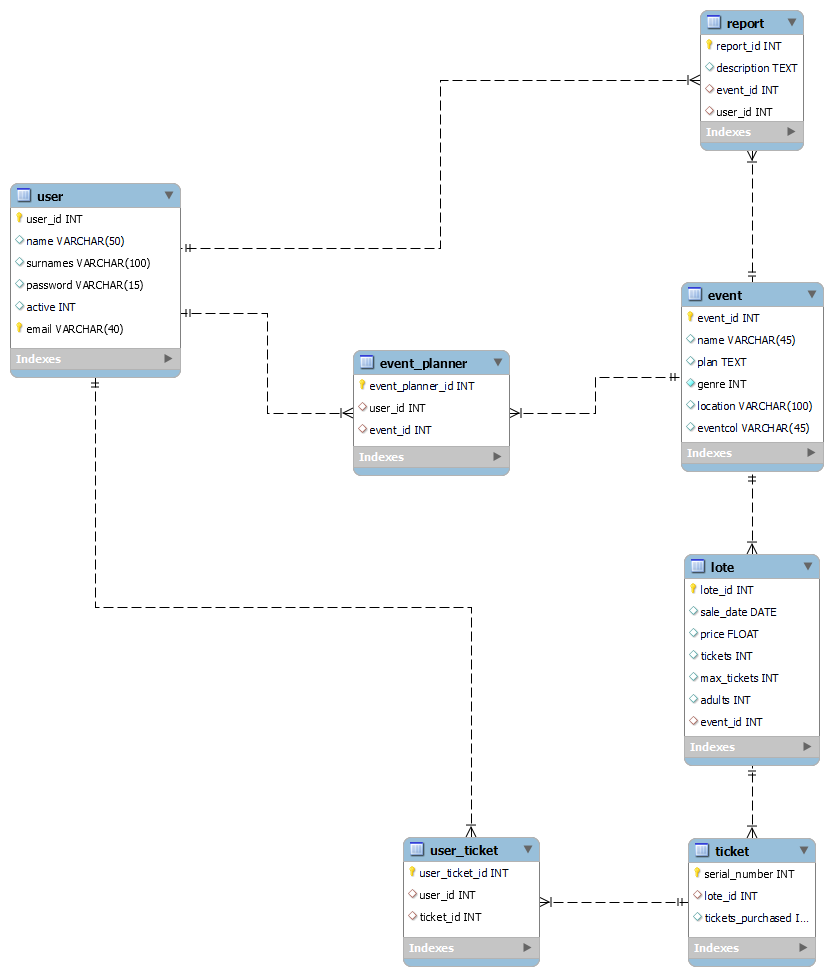 report
report_id INT
description TEXT
event_id INT
user_id INT
Indexes
user
user_id INT
name VARCHAR(50)
surnames VARCHAR(100)
password VARCHAR(15)
active INT
email VARCHAR(40)
Indexes
event
event_id INT
name VARCHAR(45)
plan TEXT
genre INT
location VARCHAR(100)
eventcol VARCHAR(45)
Indexes
event_planner
event_planner_id INT
user_id INT
event_id INT
Indexes
lote
lote_id INT
sale_date DATE
price FLOAT
tickets INT
max_tickets INT
adults INT
event_id INT
Indexes
user_ticket
user_ticket_id INT
user_id INT
ticket_id INT
Indexes
ticket
serial_number INT
lote_id INT
tickets_purchased I...
Indexes